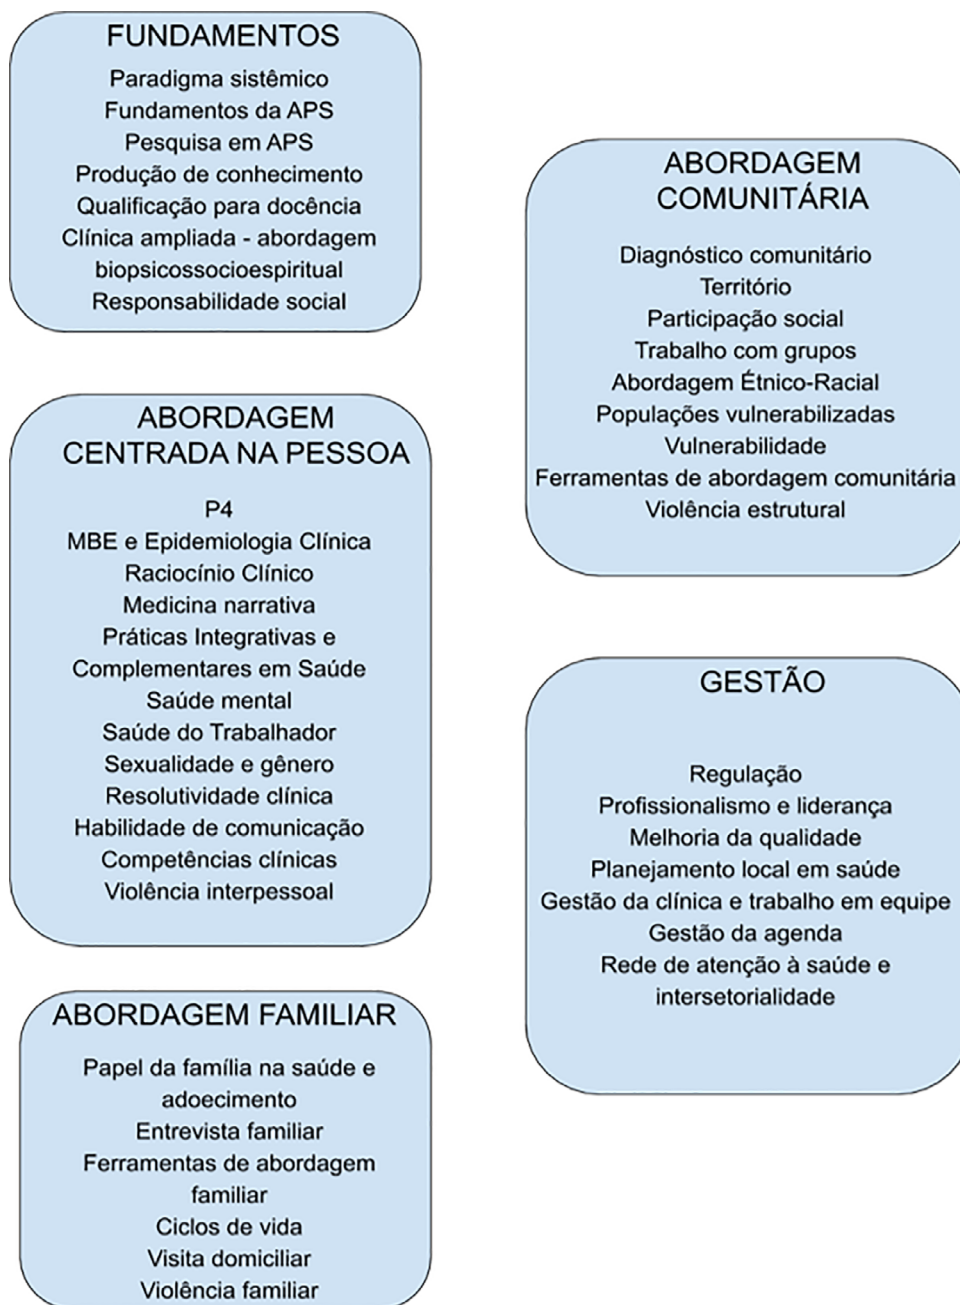 FUNDAMENTOS
Paradigma sistêmico
Fundamentos da APS
Pesquisa em APS
Produção de conhecimento
Qualificação para docência
Clínica ampliada - abordagem
biopsicossocioespiritual
Responsabilidade social
ABORDAGEM
CENTRADA NA PESSOA
P4
MBE e Epidemiologia Clínica
Raciocínio Clínico
Medicina narrativa
Práticas Integrativas e
Complementares em Saúde
Saúde mental
Saúde do Trabalhador
Sexualidade e gênero
Resolutividade clínica
Habilidade de comunicação
Competências clínicas
Violência interpessoal
ABORDAGEM FAMILIAR
Papel da família na saúde e
adoecimento
Entrevista familiar
Ferramentas de abordagem
familiar
Ciclos de vida
Visita domiciliar
Violência familiar
ABORDAGEM
COMUNITÁRIA
Diagnóstico comunitário
Território
Participação social
Trabalho com grupos
Abordagem Étnico-Racial
Populações vulnerabilizadas
Vulnerabilidade
Ferramentas de abordagem comunitária
Violência estrutural
GESTÃO
Regulação
Profissionalismo e liderança
Melhoria da qualidade
Planejamento local em saúde
Gestão da clínica e trabalho em equipe
Gestão da agenda
Rede de atenção à saúde e
intersetorialidade